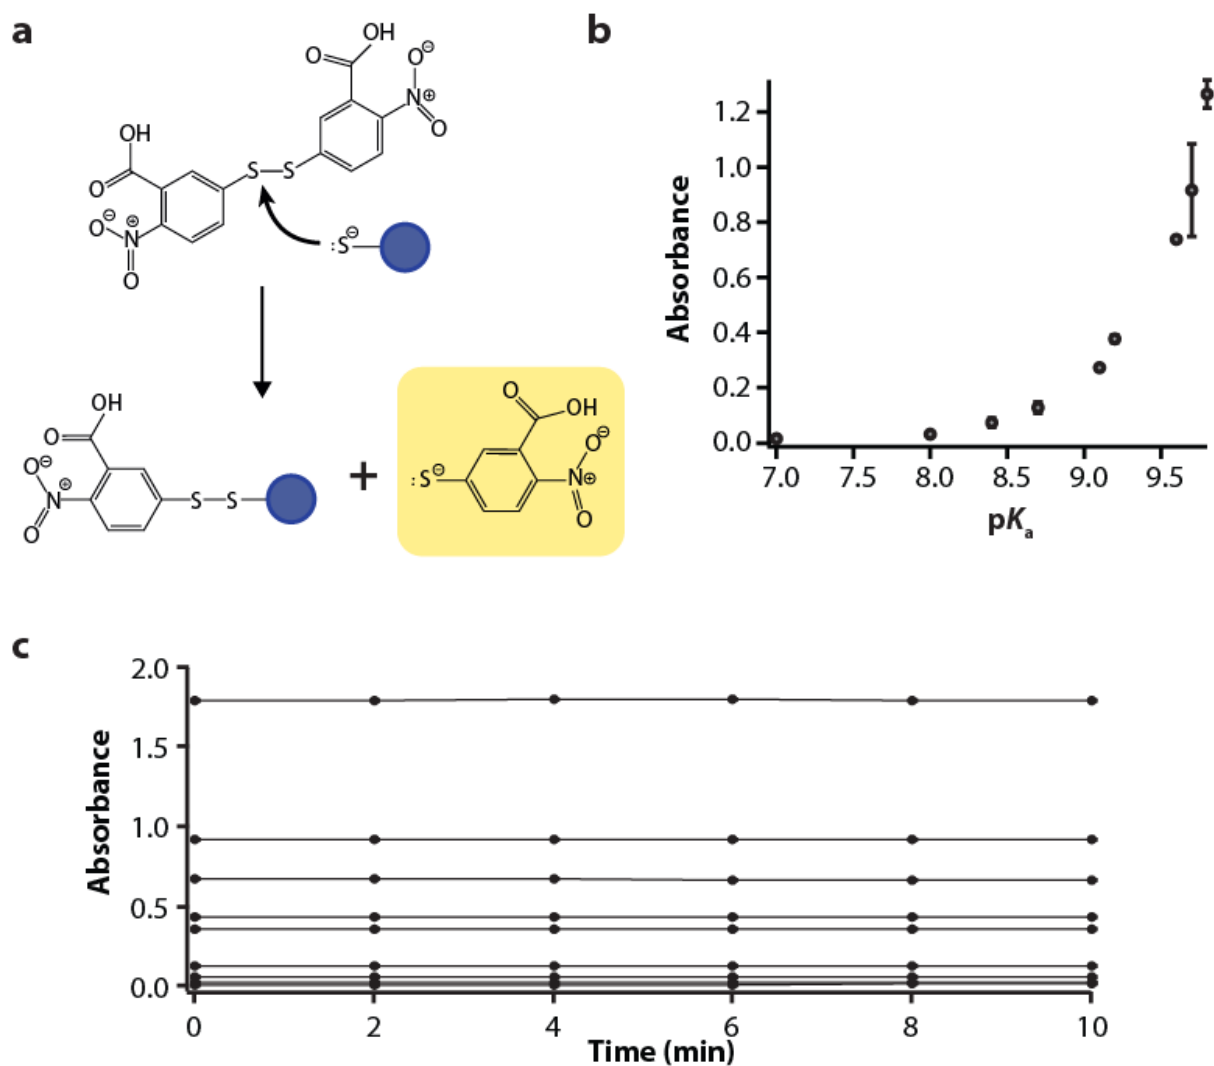 a
OH
O
O⊖
N⊕
O
OH
O
S—S
O⊖
N⊕
O
:S⊖
OH
O
O⊖
N⊕
O
S—S
+
O
OH
O⊖
:S⊖
N⊕
O
b
1.2
1.0
0.8
0.6
0.4
0.2
0.0
Absorbance
7.0 7.5 8.0 8.5 9.0 9.5
pKa
c
2.0
1.5
1.0
0.5
0.0
Absorbance
0 2 4 6 8 10
Time (min)